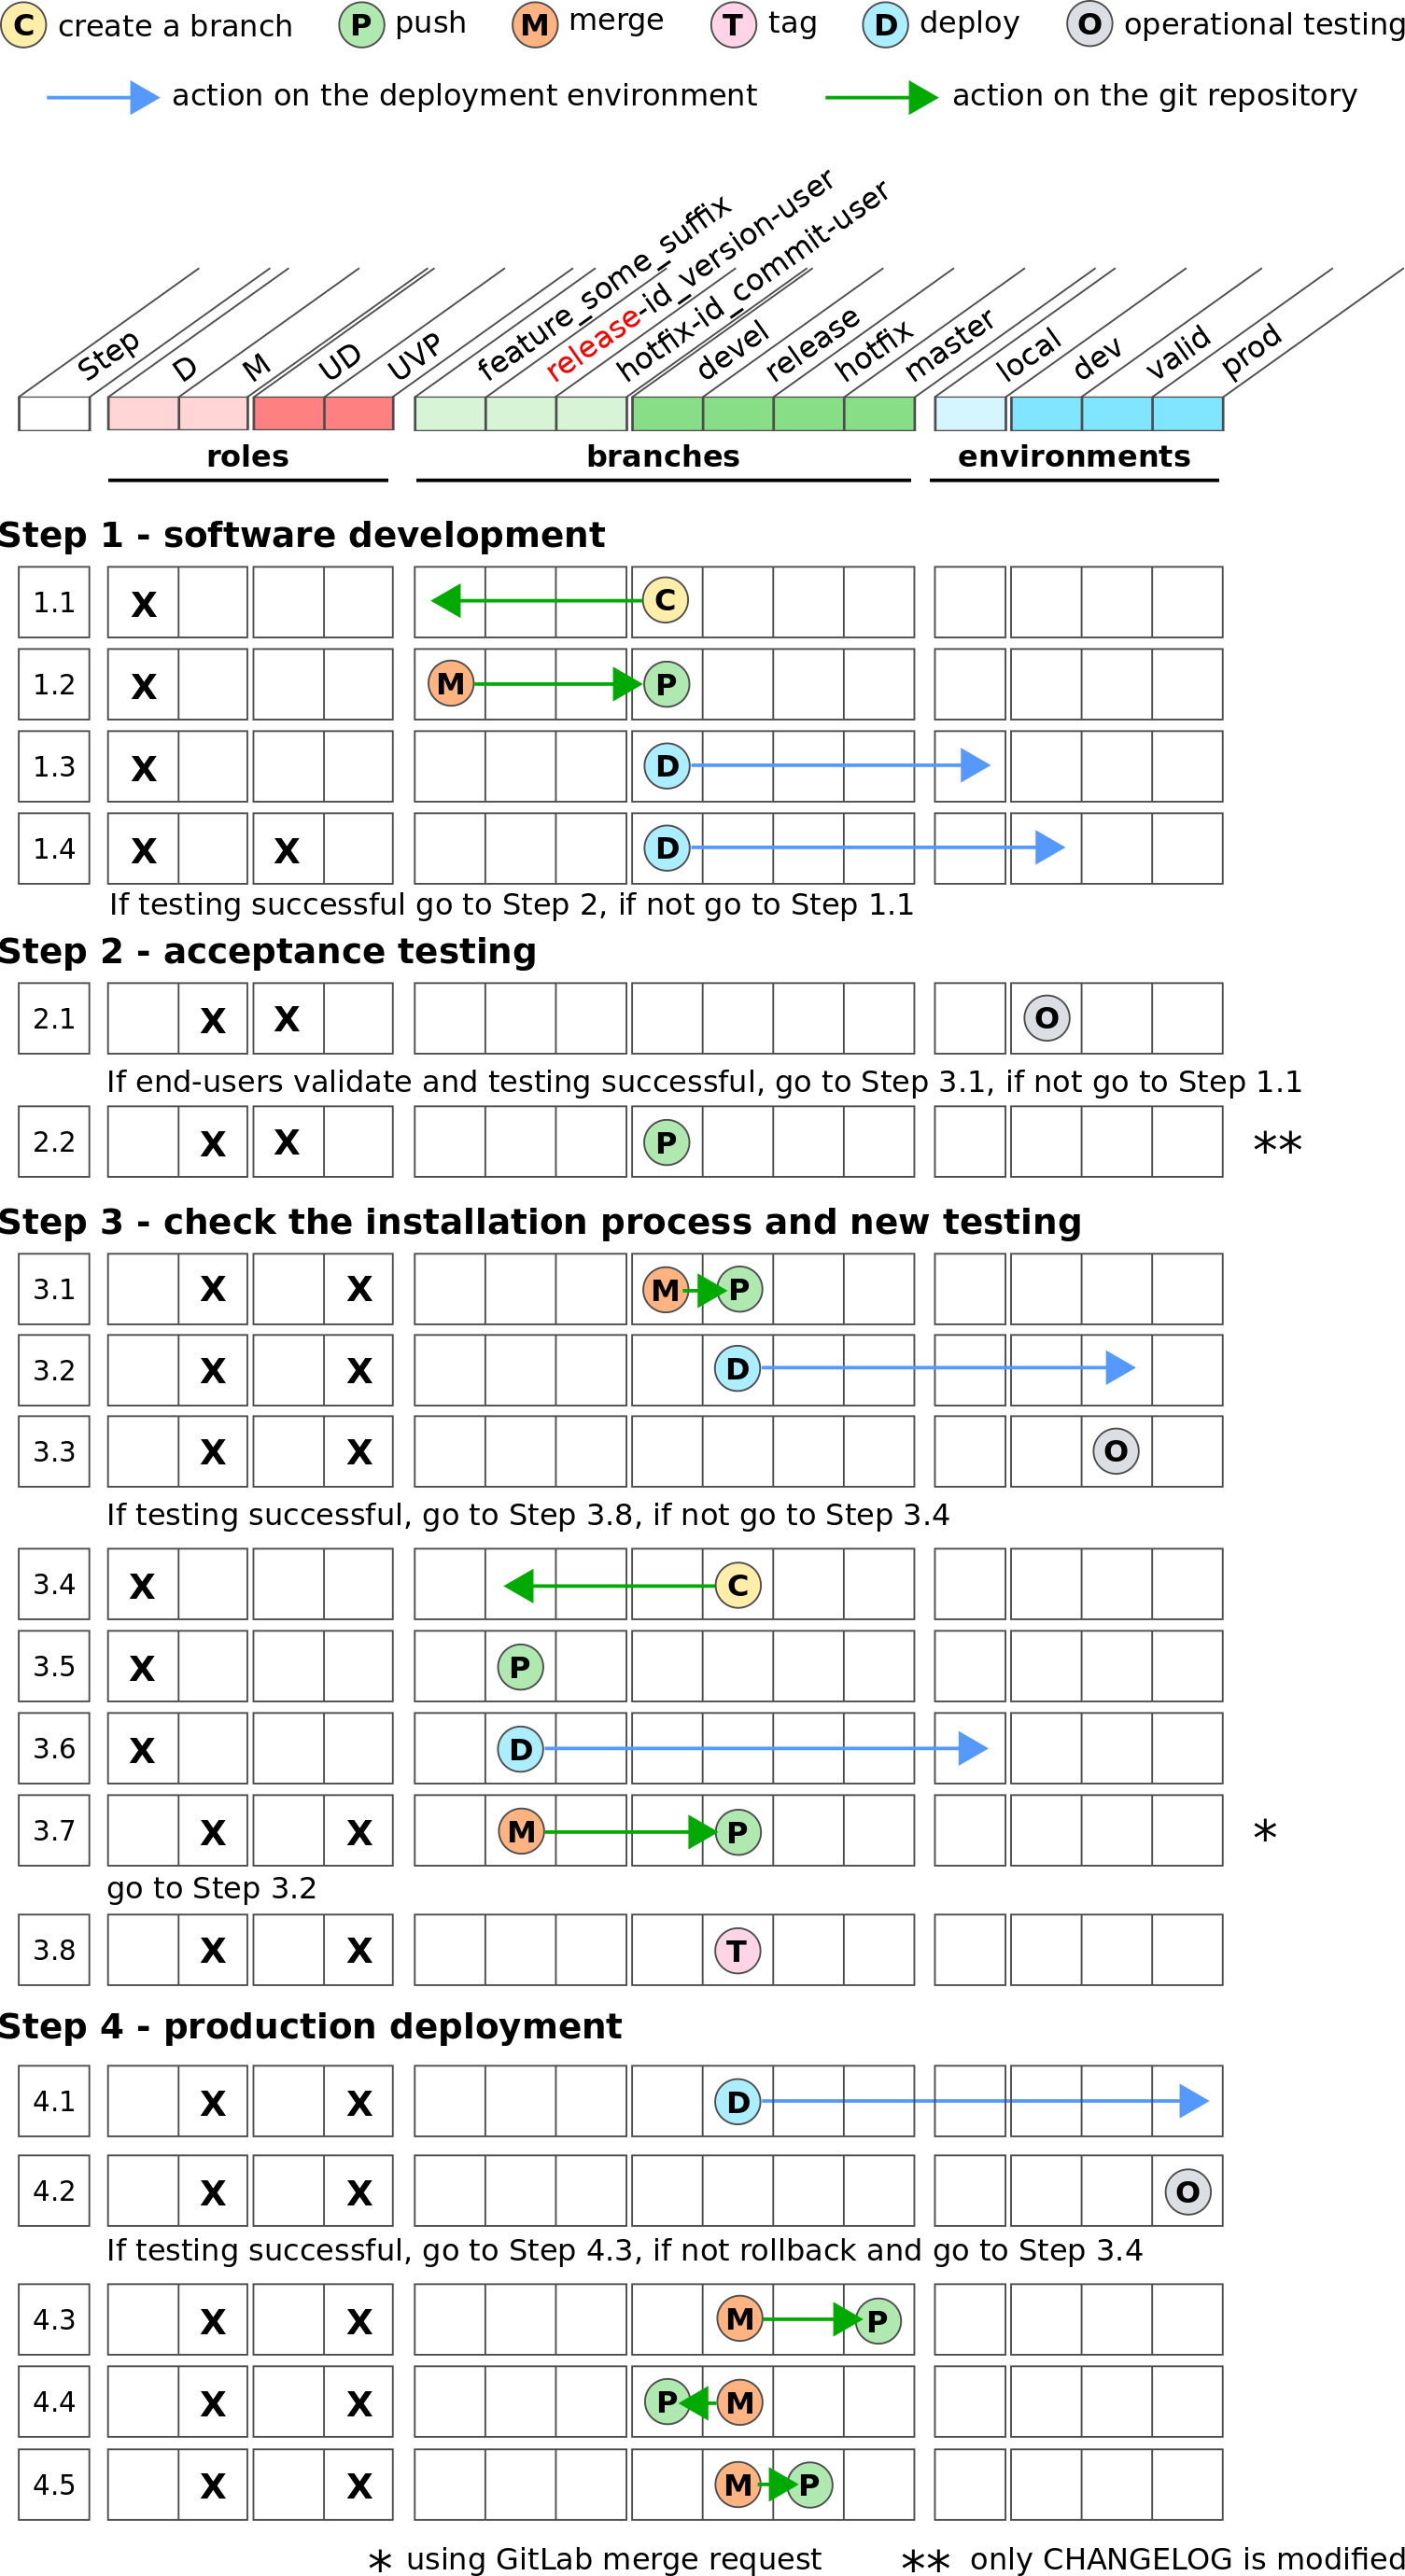 C create a branch P push M merge T tag D deploy O operational testing
action on the deployment environment action on the git repository
Step D M UD UVP feature_some_suffix release-id_version-user hotfix-id_commit-user devel release hotfix master local dev valid prod
roles branches environments
Step 1 - software development
1.1 X C
1.2 X M P
1.3 X D
1.4 X X D
If testing successful go to Step 2, if not go to Step 1.1
Step 2 - acceptance testing
2.1 X X O
If end-users validate and testing successful, go to Step 3.1, if not go to Step 1.1
2.2 X X P **
Step 3 - check the installation process and new testing
3.1 X X M P
3.2 X X D
3.3 X X O
If testing successful, go to Step 3.8, if not go to Step 3.4
3.4 X C
3.5 X P
3.6 X D
3.7 X X M P *
go to Step 3.2
3.8 X X T
Step 4 - production deployment
4.1 X X D
4.2 X X O
If testing successful, go to Step 4.3, if not rollback and go to Step 3.4
4.3 X X M P
4.4 X X P M
4.5 X X M P
* using GitLab merge request ** only CHANGELOG is modified